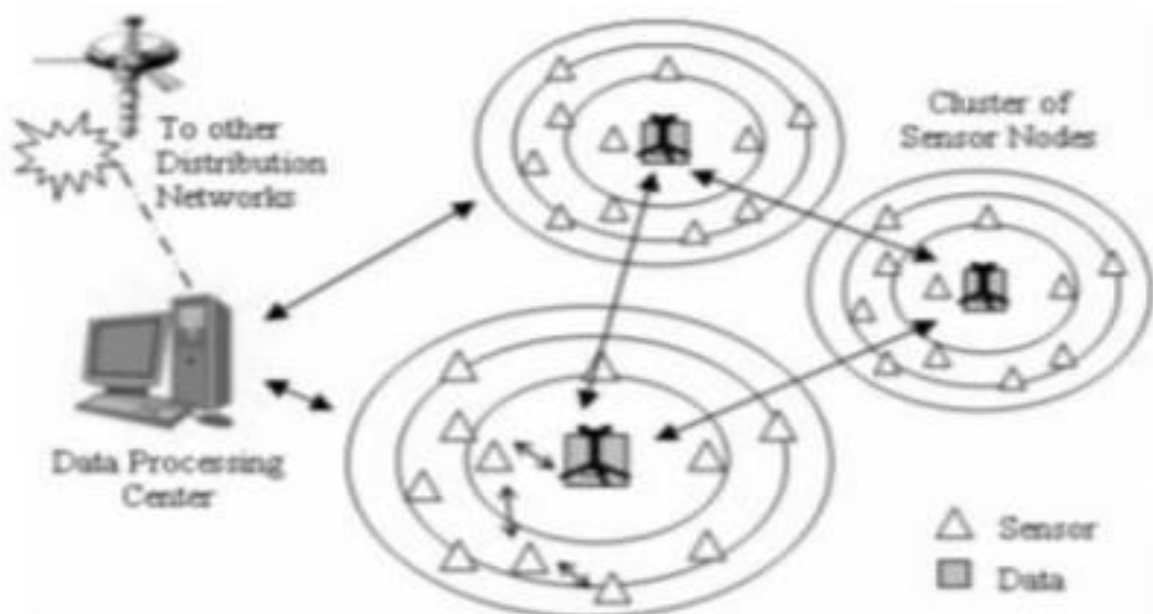 To other
Distribution
Networks
Cluster of
Sensor Nodes
Data Processing
Center
Sensor
Data